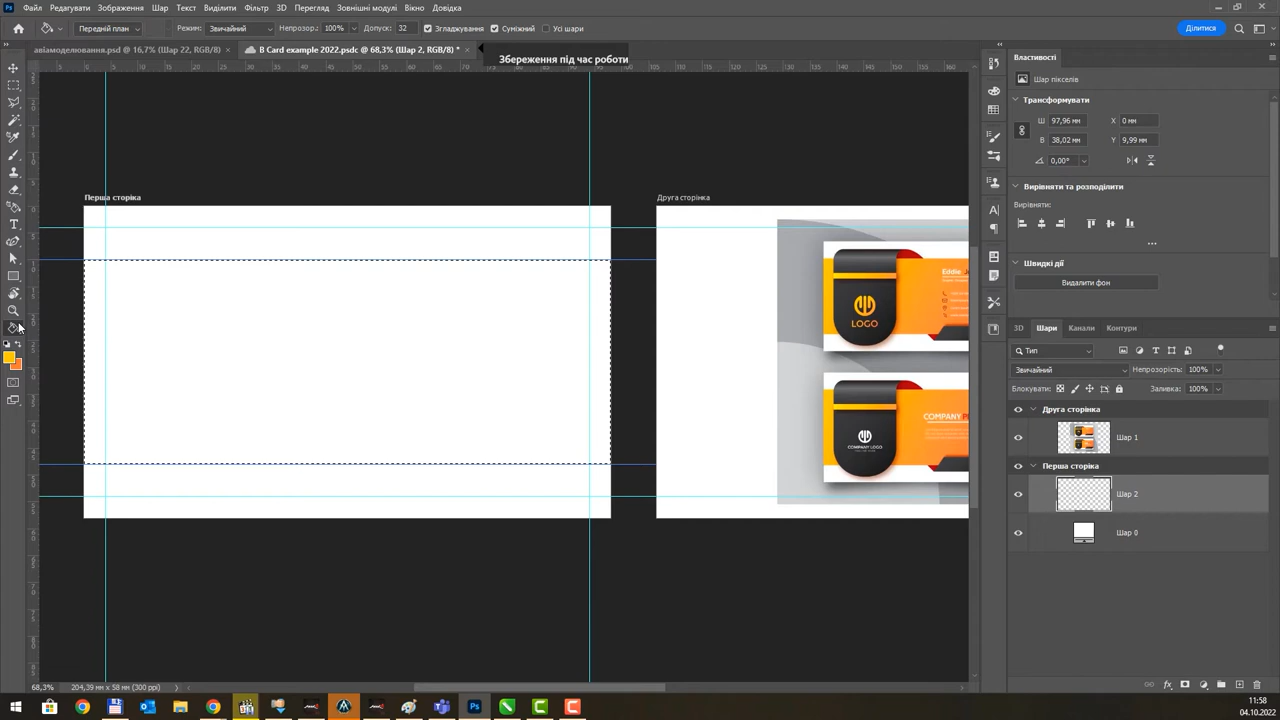 Файл Редагувати Зображення Шар Текст Виділити Фільтр 3D Перегляд Зовнішні модулі Вікно Довідка
Передній план Режим: Звичайний Непрозор.: 100% Допуск: 32 Згладжування Суміжний Усі шари Ділитися
авіамоделювання.psd @ 16,7% (Шар 22, RGB/8) × B Card example 2022.psdc @ 68,3% (Шар 2, RGB/8) * ×
Збереження під час роботи
Властивості
Шар пікселів
Трансформувати
Ш 97,96 мм X 0 мм
В 38,02 мм Y 9,99 мм
0,00°
Вирівняти та розподілити
Вирівняти:
Швидкі дії
Видалити фон
Перша сторіка
Друга сторінка
LOGO
COMPANY LOGO
3D Шари Канали Контури
Тип
Звичайний Непрозорість: 100%
Блокувати: Заливка: 100%
Друга сторінка
Шар 1
Перша сторіка
Шар 2
Шар 0
68,3% 204,39 мм x 58 мм (300 ppi)
11:58
04.10.2022